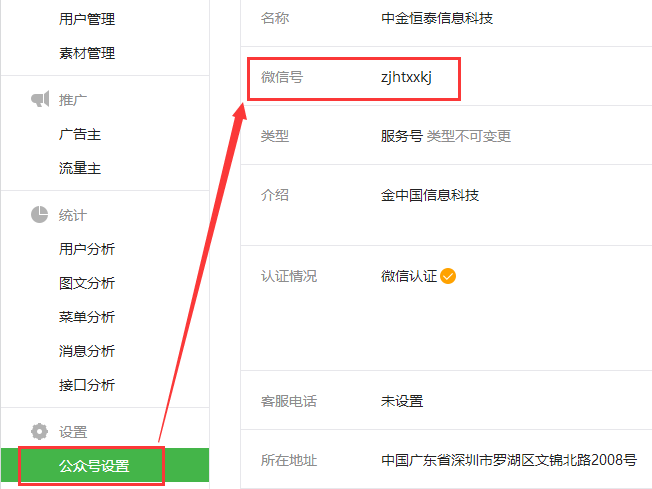 用户管理
素材管理
推广
广告主
流量主
统计
用户分析
图文分析
菜单分析
消息分析
接口分析
设置
公众号设置
名称 中金恒泰信息科技
微信号 zjhtxxkj
类型 服务号 类型不可变更
介绍 金中国信息科技
认证情况 微信认证
客服电话 未设置
所在地址 中国广东省深圳市罗湖区文锦北路2008号